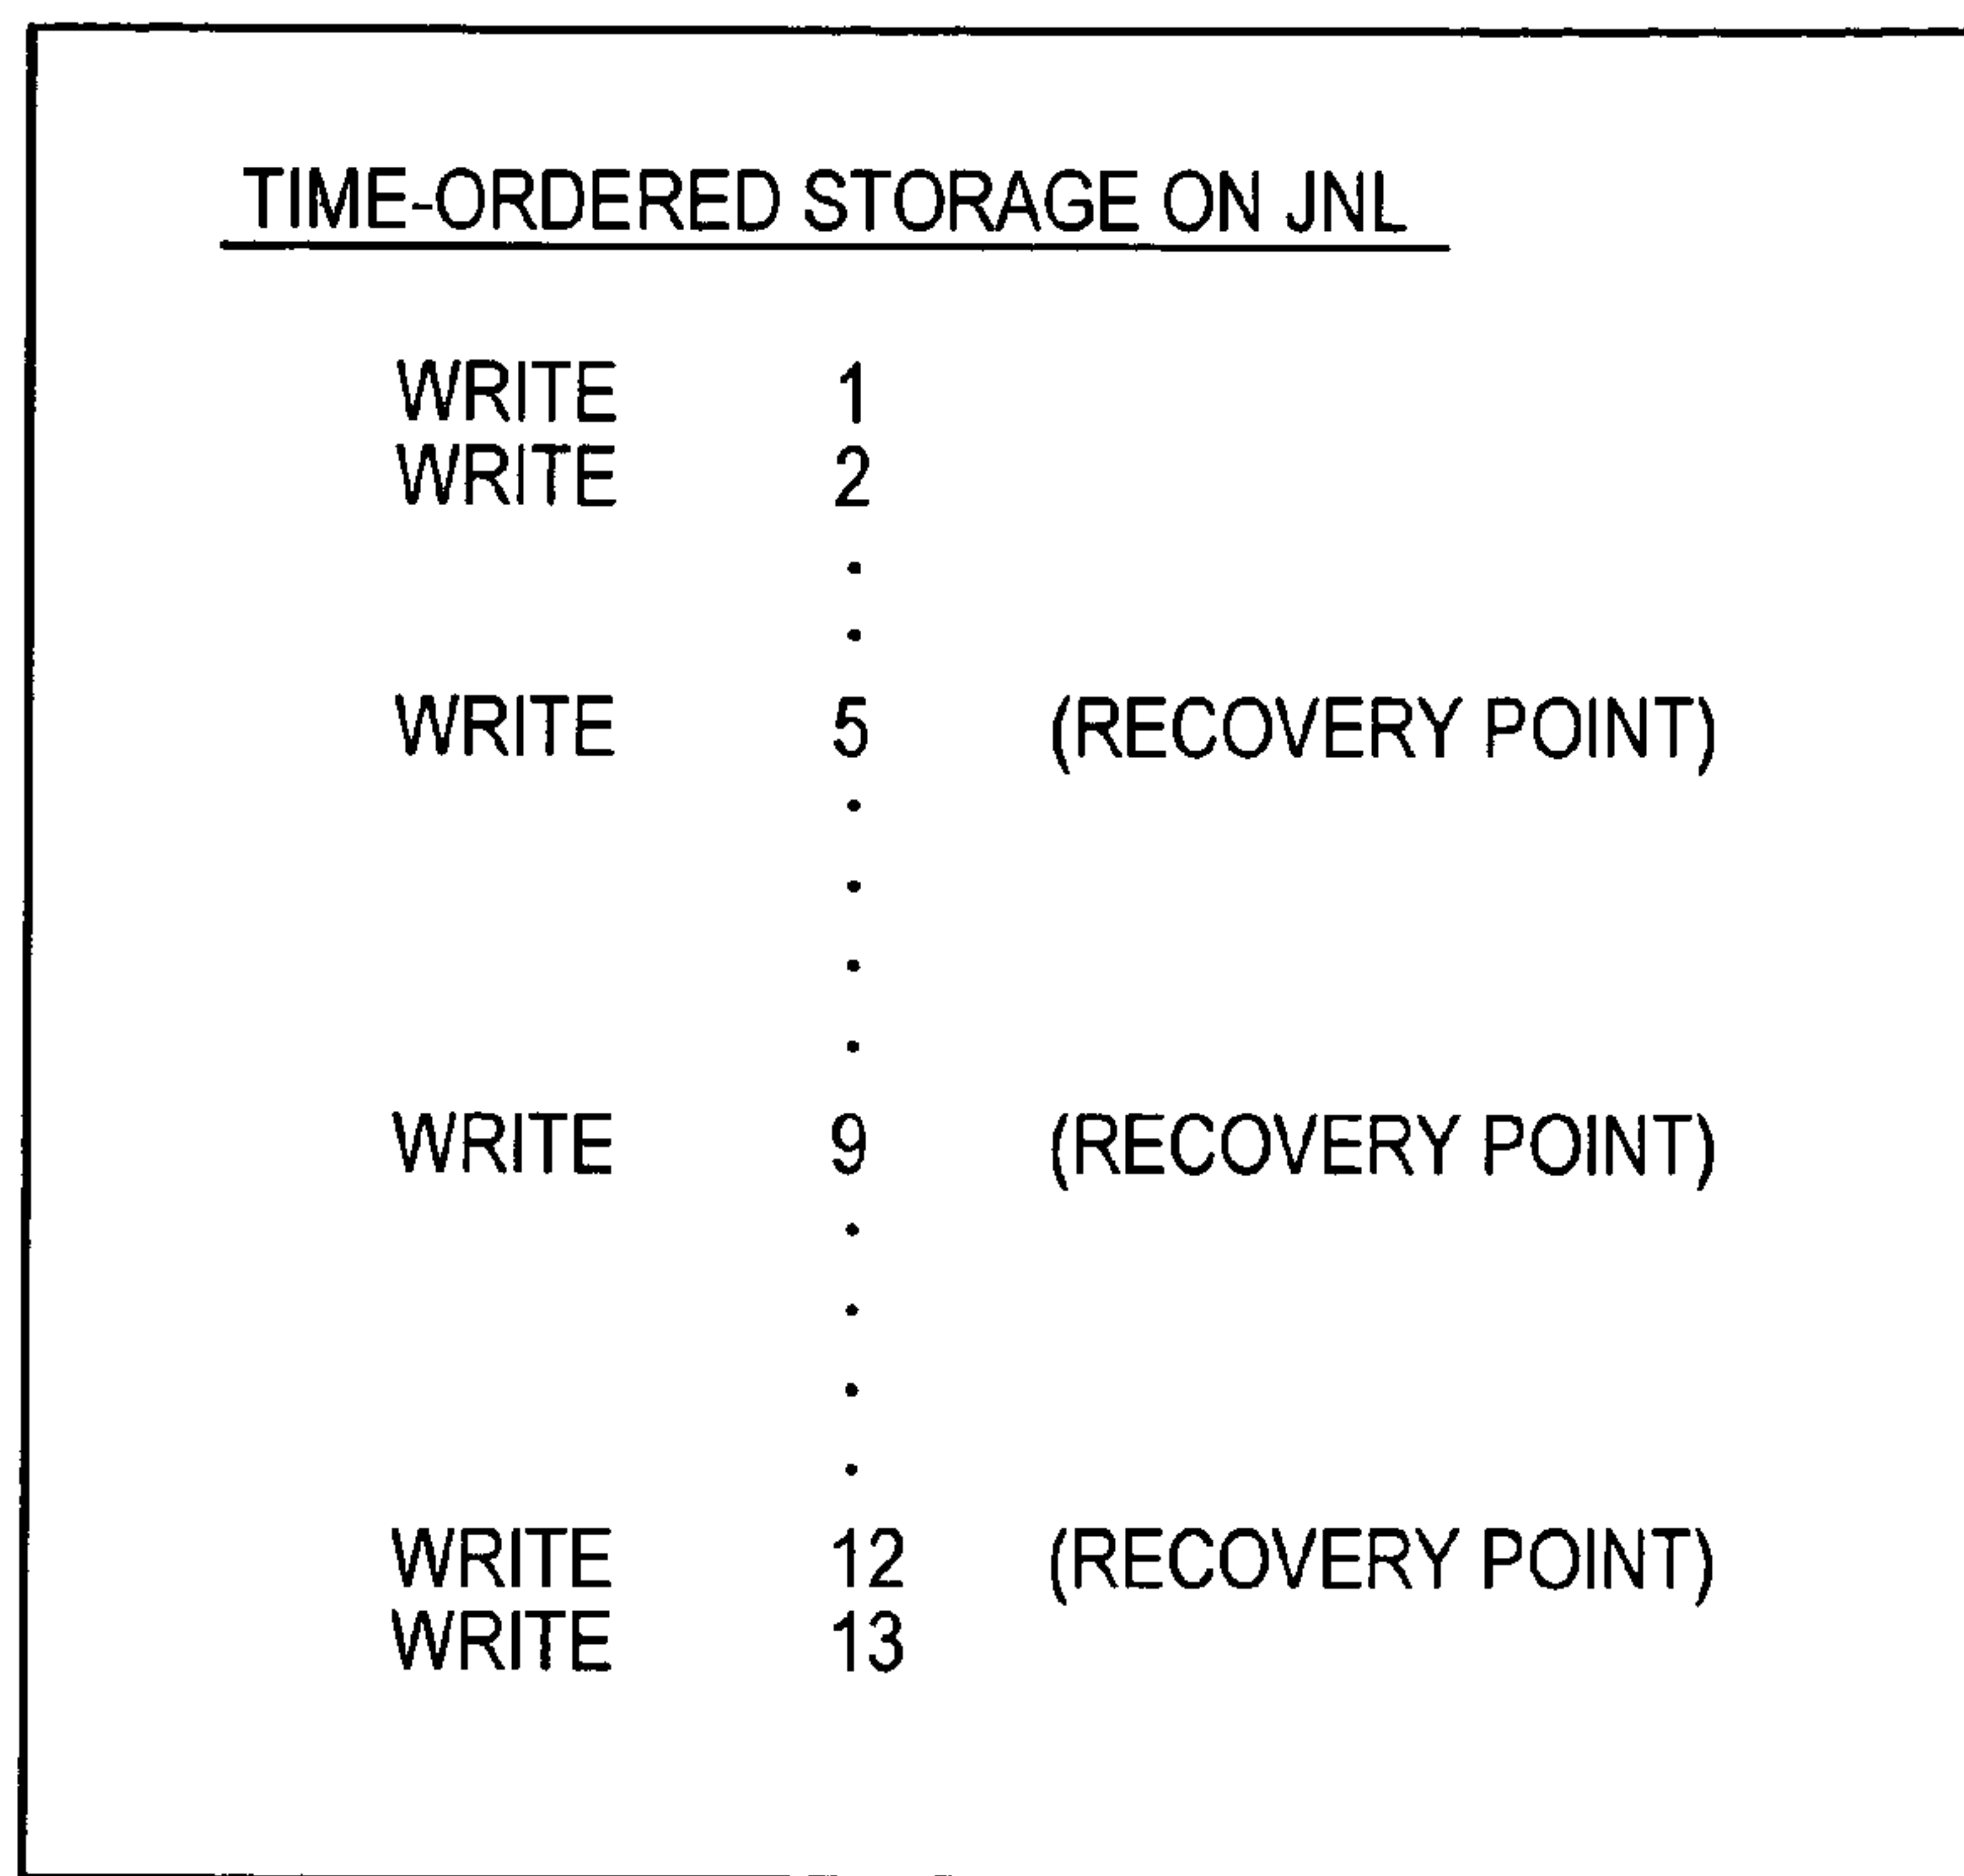 TIME-ORDERED STORAGE ON JNL
WRITE 1
WRITE 2
.
.
WRITE 5 (RECOVERY POINT)
.
.
.
.
WRITE 9 (RECOVERY POINT)
.
.
.
.
WRITE 12 (RECOVERY POINT)
WRITE 13